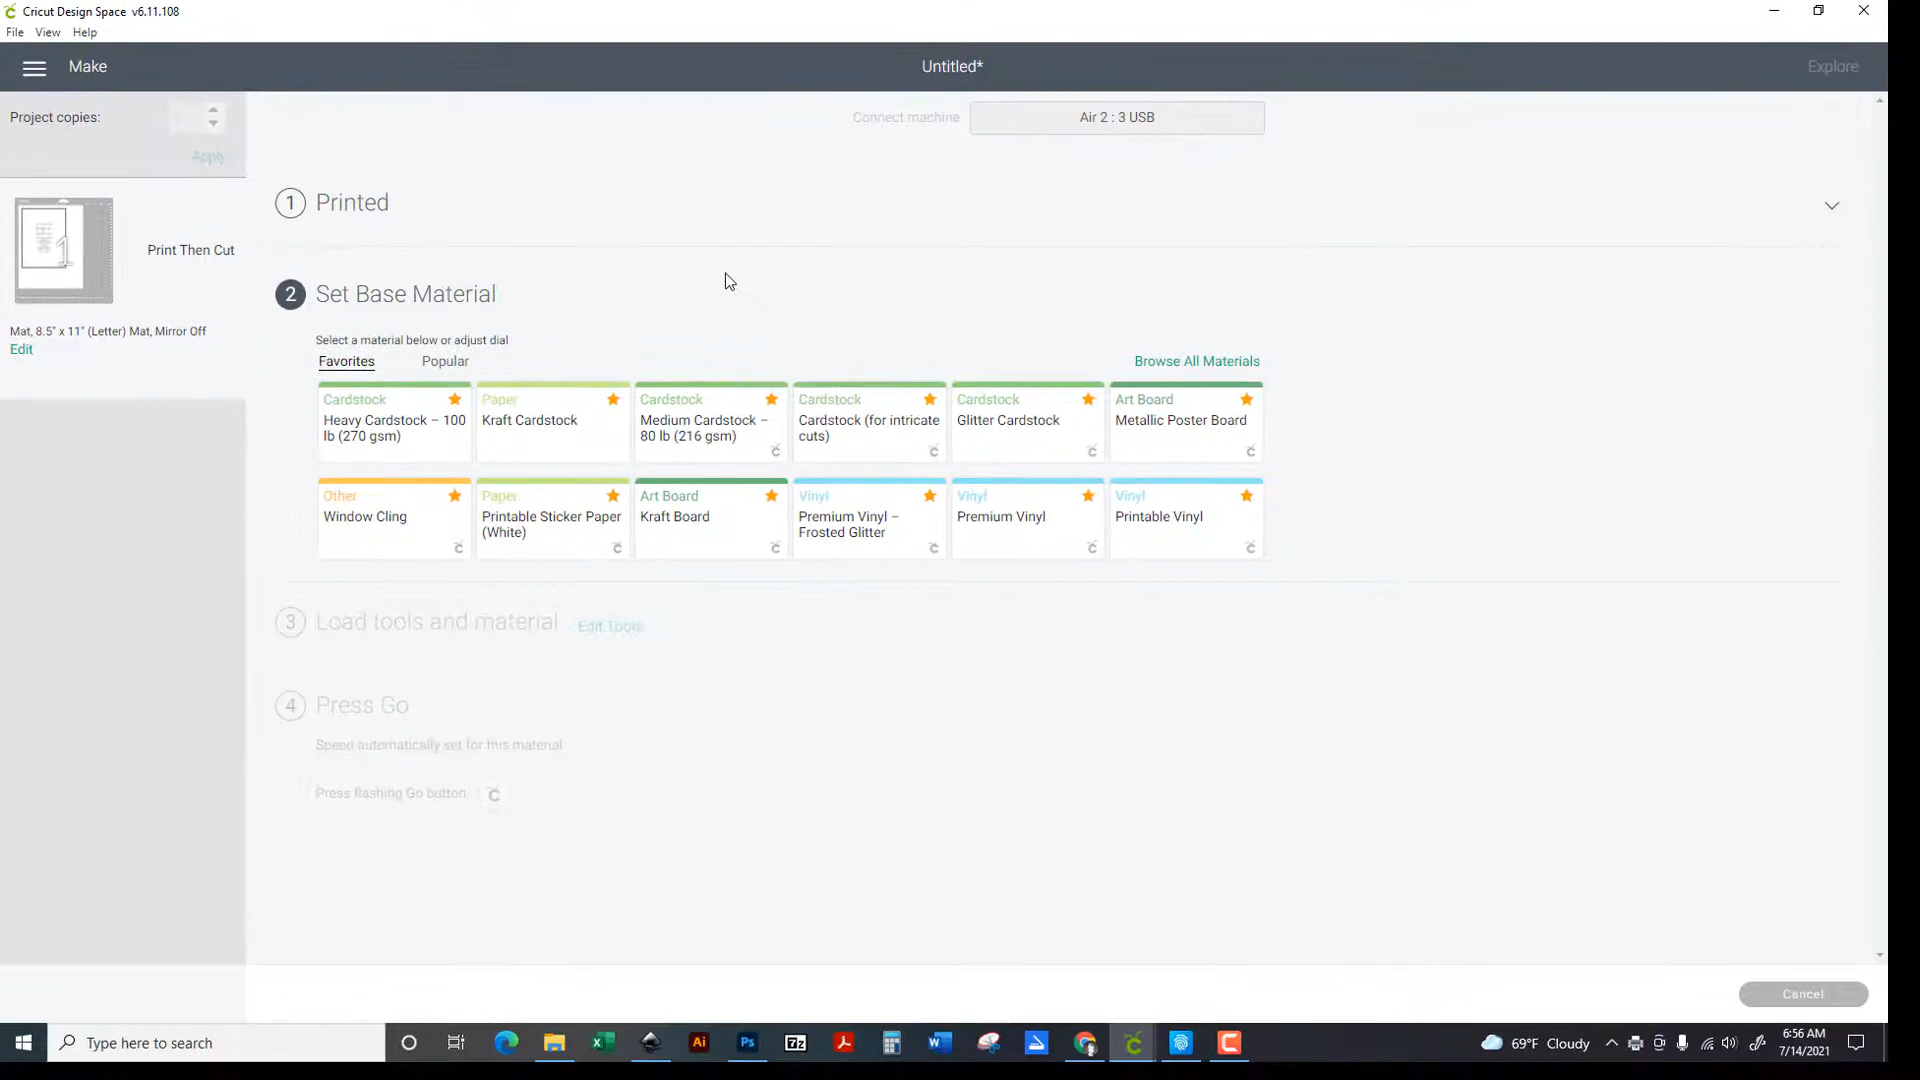 Cricut Design Space v6.11.108
File View Help
Make
Untitled*
Explore
Project copies:
Apply
Connect machine
Air 2 : 3 USB
1 Printed
Print Then Cut
Mat, 8.5" x 11" (Letter) Mat, Mirror Off
Edit
2 Set Base Material
Select a material below or adjust dial
Favorites Popular
Browse All Materials
Cardstock
Heavy Cardstock – 100
lb (270 gsm)
Paper
Kraft Cardstock
Cardstock
Medium Cardstock –
80 lb (216 gsm)
Cardstock
Cardstock (for intricate
cuts)
Cardstock
Glitter Cardstock
Art Board
Metallic Poster Board
Other
Window Cling
Paper
Printable Sticker Paper
(White)
Art Board
Kraft Board
Vinyl
Premium Vinyl –
Frosted Glitter
Vinyl
Premium Vinyl
Vinyl
Printable Vinyl
3 Load tools and material Edit Tools
4 Press Go
Speed automatically set for this material
Press flashing Go button.
Cancel
Type here to search
69°F Cloudy
6:56 AM
7/14/2021